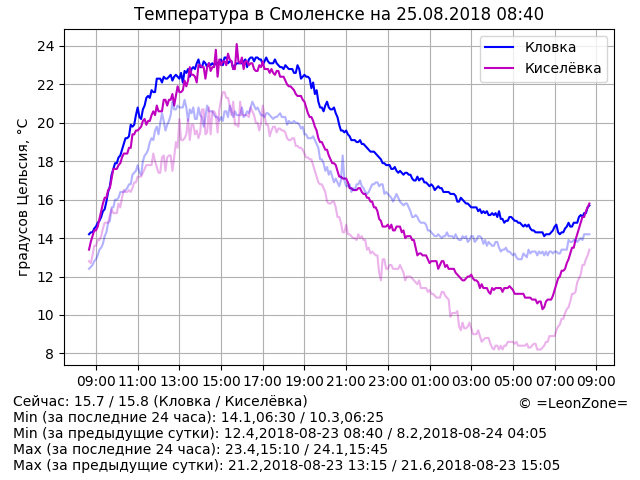 Температура в Смоленске на 25.08.2018 08:40
Кловка
Киселёвка
градусов Цельсия, °C
24
22
20
18
16
14
12
10
8
09:00 11:00 13:00 15:00 17:00 19:00 21:00 23:00 01:00 03:00 05:00 07:00 09:00
Сейчас: 15.7 / 15.8 (Кловка / Киселёвка)
© =LeonZone=
Min (за последние 24 часа): 14.1,06:30 / 10.3,06:25
Min (за предыдущие сутки): 12.4,2018-08-23 08:40 / 8.2,2018-08-24 04:05
Max (за последние 24 часа): 23.4,15:10 / 24.1,15:45
Max (за предыдущие сутки): 21.2,2018-08-23 13:15 / 21.6,2018-08-23 15:05